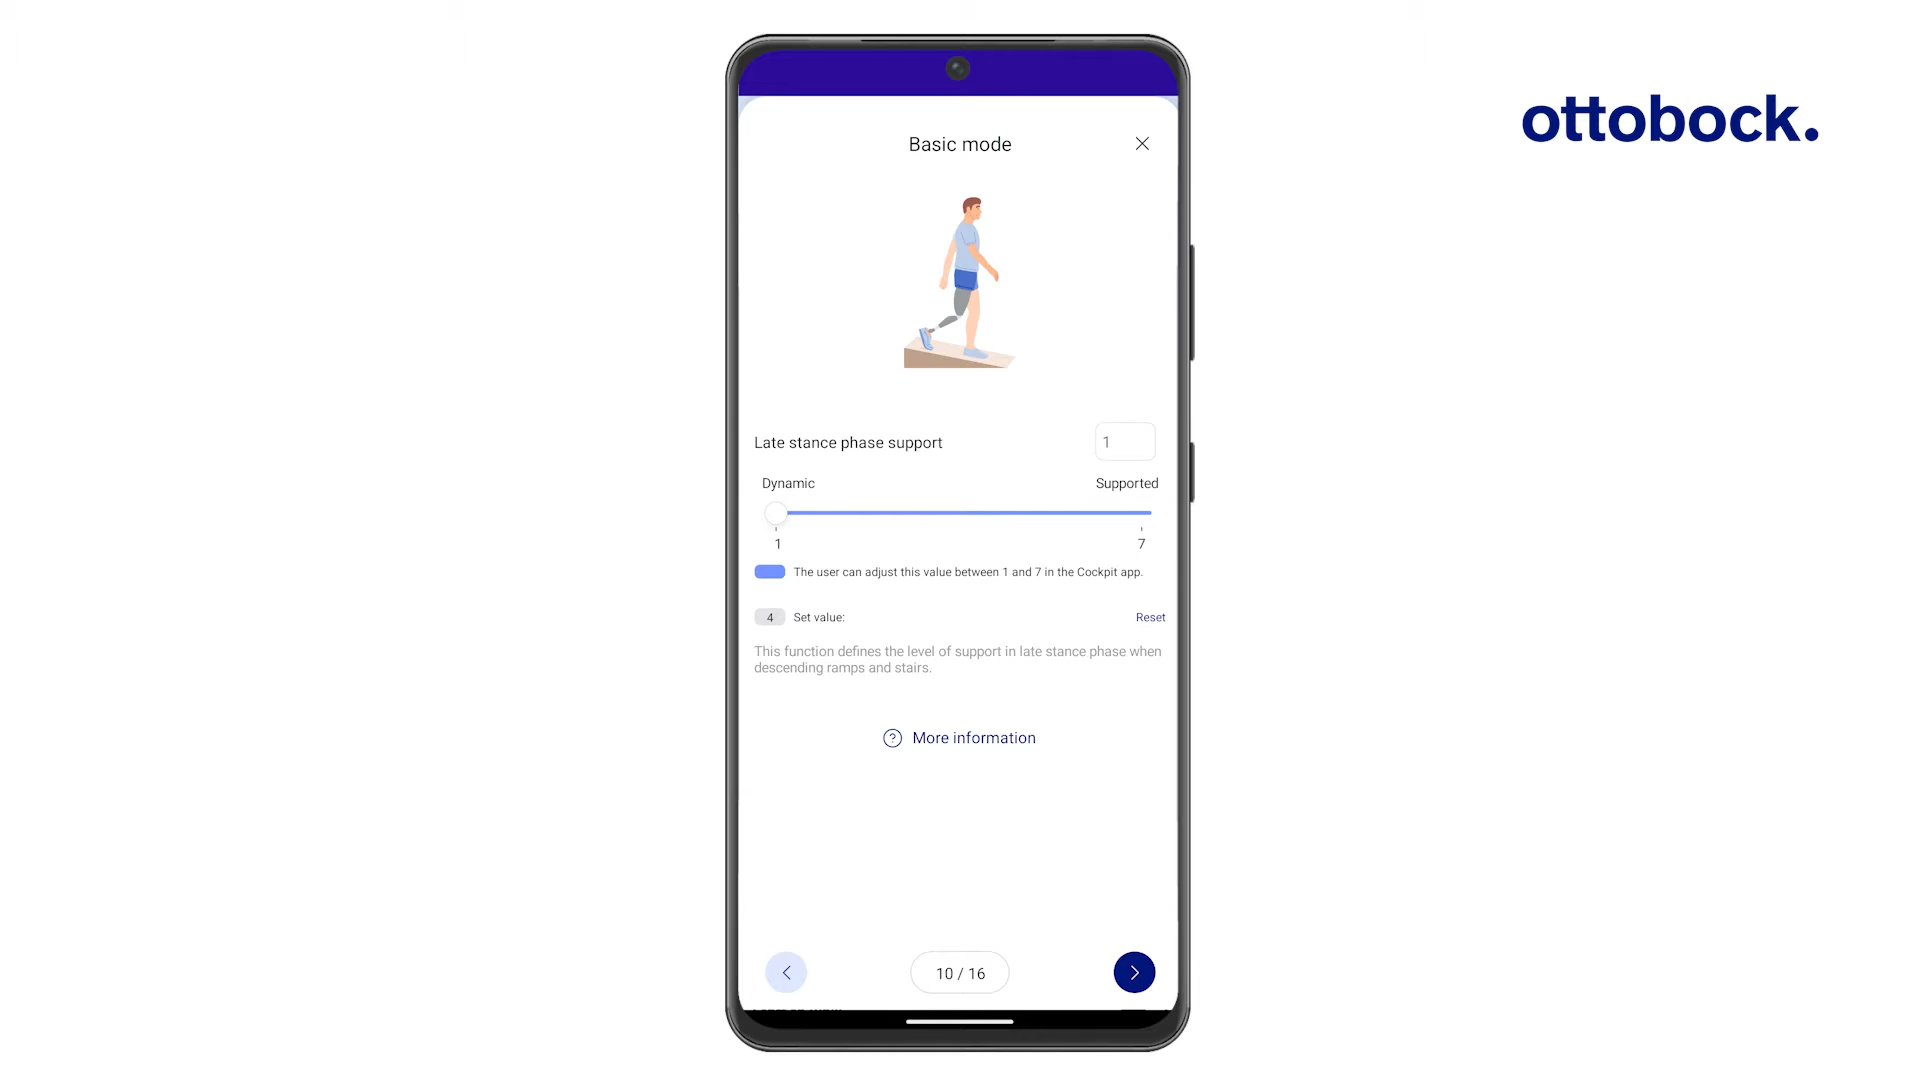 ottobock.
Basic mode
Late stance phase support
1
Dynamic
Supported
1
7
The user can adjust this value between 1 and 7 in the Cockpit app.
4
Set value:
Reset
This function defines the level of support in late stance phase when
descending ramps and stairs.
More information
10 / 16